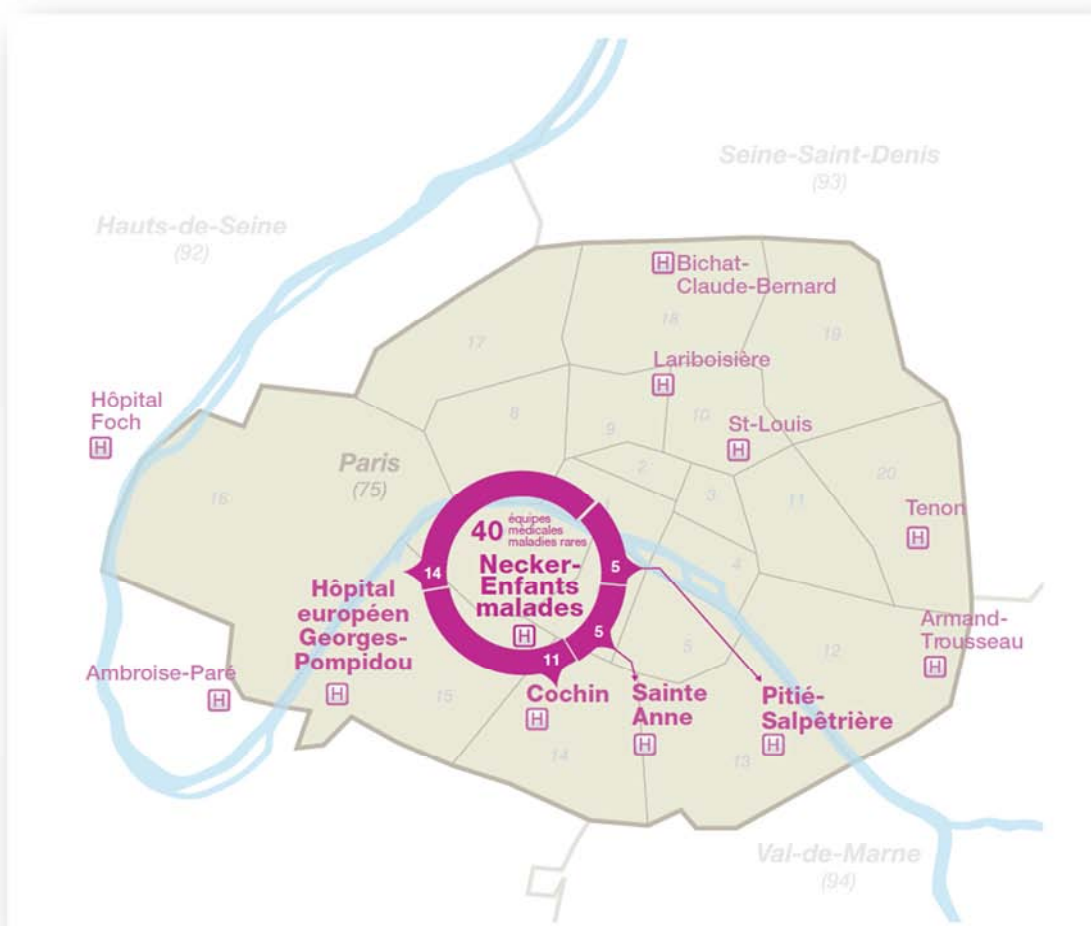 Seine-Saint-Denis
(93)
Hauts-de-Seine
(92)
H Bichat-
Claude-Bernard
18
19
17
Lariboisière
H
Hôpital
Foch
H
8
10
9
St-Louis
H
Paris
(75)
2
20
16
3
11
1
Tenon
H
40 équipes
médicales
maladies rares
Necker-
Enfants
malades
H
14
5
5
11
4
Hôpital
européen
Georges-
Pompidou
H
Armand-
Trousseau
H
5
12
Ambroise-Paré
H
15
Cochin
H
Sainte
Anne
H
Pitié-
Salpêtrière
H
14
13
Val-de-Marne
(94)